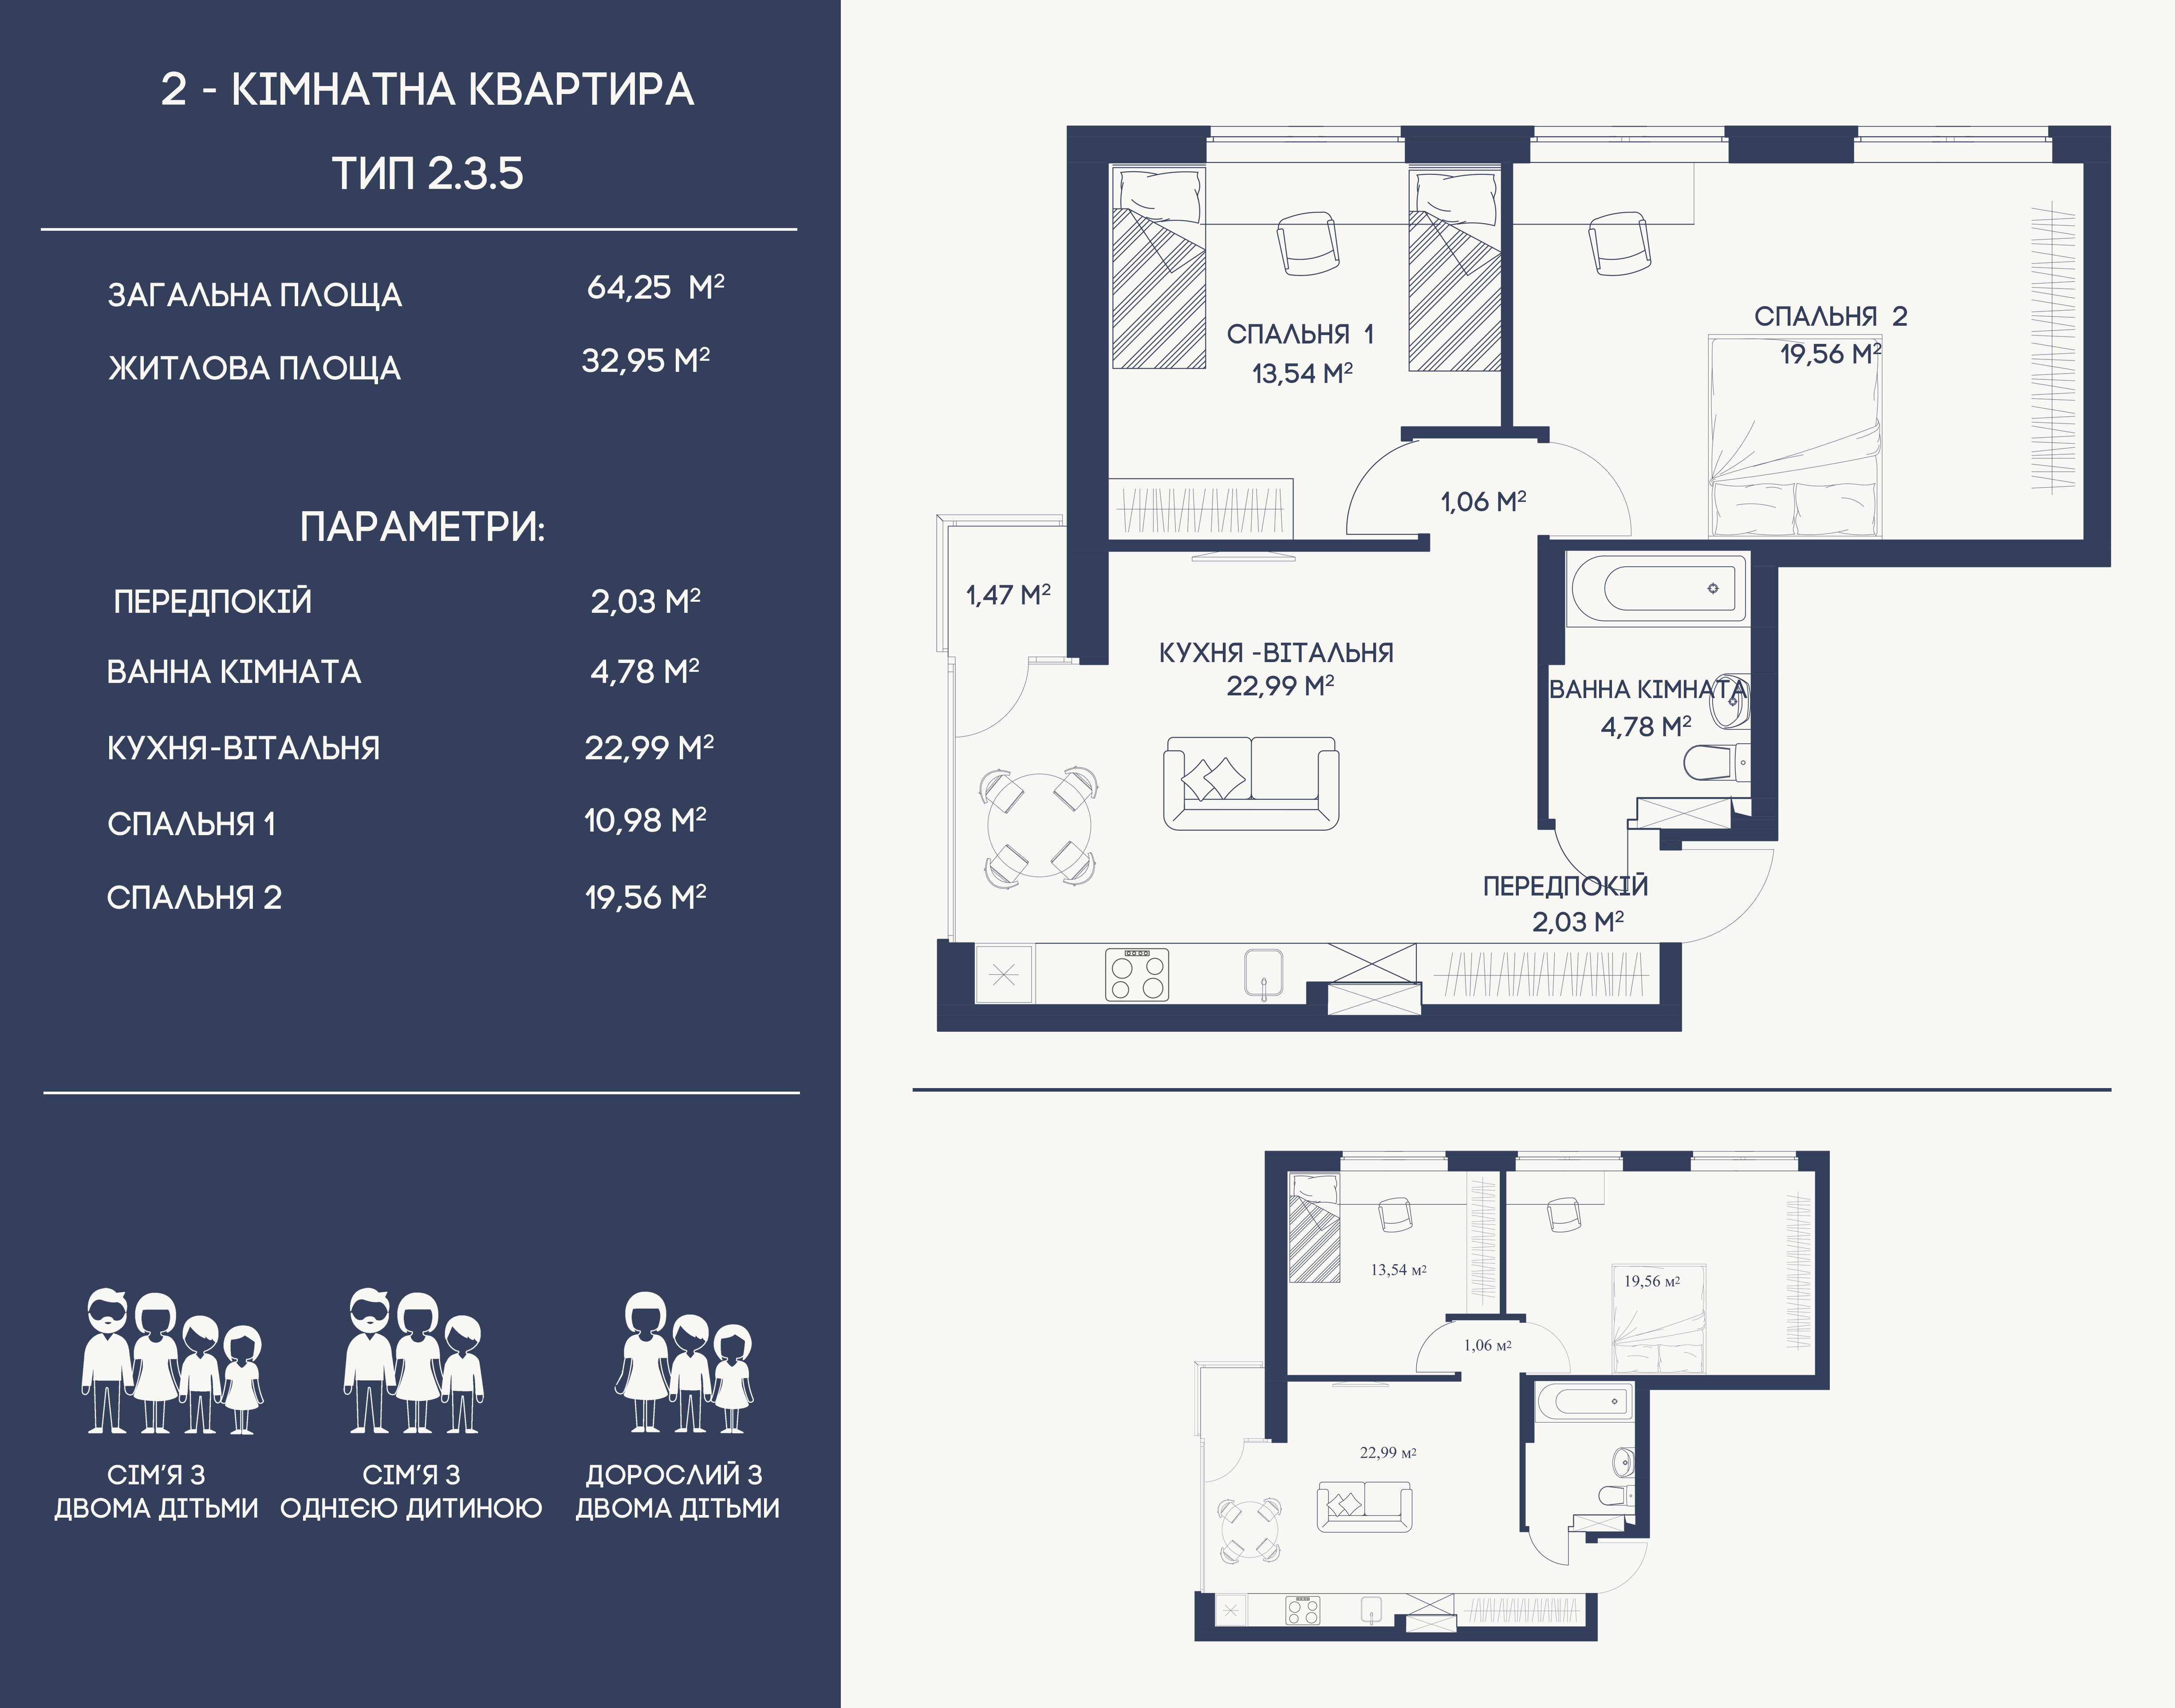 2 - КІМНАТНА КВАРТИРА
ТИП 2.3.5
ЗАГАЛЬНА ПЛОЩА 64,25 М²
ЖИТЛОВА ПЛОЩА 32,95 М²
ПАРАМЕТРИ:
ПЕРЕДПОКІЙ 2,03 М²
ВАННА КІМНАТА 4,78 М²
КУХНЯ-ВІТАЛЬНЯ 22,99 М²
СПАЛЬНЯ 1 10,98 М²
СПАЛЬНЯ 2 19,56 М²
СІМ'Я З
ДВОМА ДІТЬМИ
СІМ'Я З
ОДНІЄЮ ДИТИНОЮ
ДОРОСЛИЙ З
ДВОМА ДІТЬМИ
СПАЛЬНЯ 1
13,54 М²
СПАЛЬНЯ 2
19,56 М²
1,06 М²
1,47 М²
КУХНЯ -ВІТАЛЬНЯ
22,99 М²
ВАННА КІМНАТА
4,78 М²
ПЕРЕДПОКІЙ
2,03 М²
13,54 м2
19,56 м2
1,06 м2
22,99 м2